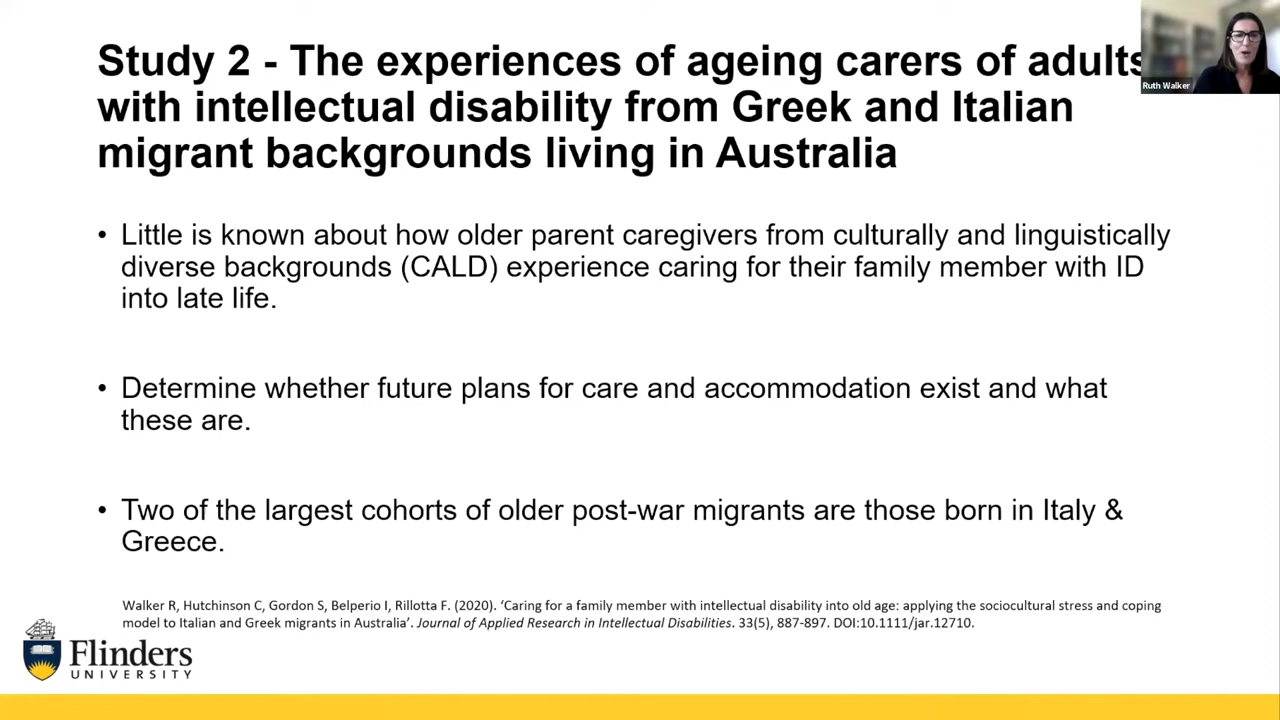 Study 2 - The experiences of ageing carers of adults
with intellectual disability from Greek and Italian
migrant backgrounds living in Australia
Ruth Walker
• Little is known about how older parent caregivers from culturally and linguistically
diverse backgrounds (CALD) experience caring for their family member with ID
into late life.
• Determine whether future plans for care and accommodation exist and what
these are.
• Two of the largest cohorts of older post-war migrants are those born in Italy &
Greece.
Walker R, Hutchinson C, Gordon S, Belperio I, Rillotta F. (2020). ‘Caring for a family member with intellectual disability into old age: applying the sociocultural stress and coping
model to Italian and Greek migrants in Australia’. Journal of Applied Research in Intellectual Disabilities. 33(5), 887-897. DOI:10.1111/jar.12710.
Flinders
UNIVERSITY